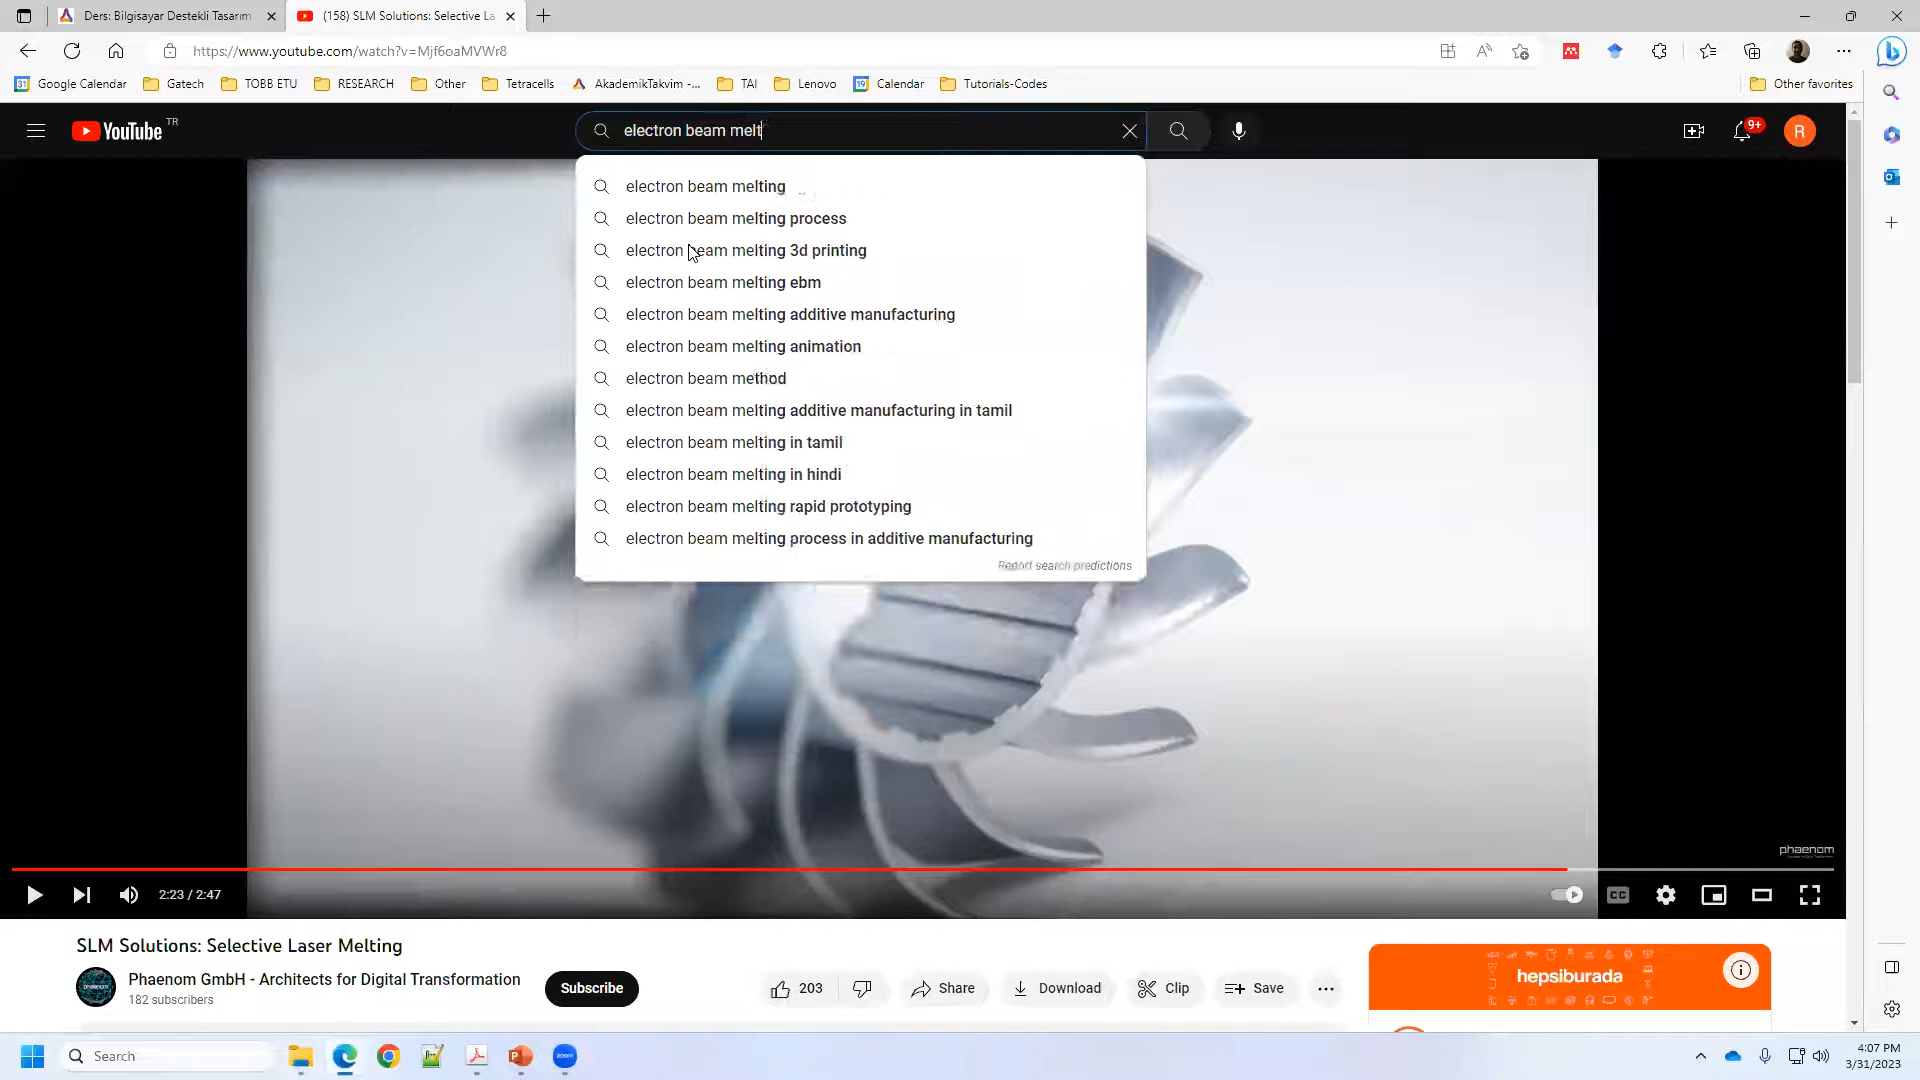 Ders: Bilgisayar Destekli Tasarım
(158) SLM Solutions: Selective La
https://www.youtube.com/watch?v=Mjf6oaMVWr8
Google Calendar
Gatech
TOBB ETU
RESEARCH
Other
Tetracells
AkademikTakvim -...
TAI
Lenovo
Calendar
Tutorials-Codes
Other favorites
YouTube TR
electron beam melt
9+
R
electron beam melting
electron beam melting process
electron beam melting 3d printing
electron beam melting ebm
electron beam melting additive manufacturing
electron beam melting animation
electron beam method
electron beam melting additive manufacturing in tamil
electron beam melting in tamil
electron beam melting in hindi
electron beam melting rapid prototyping
electron beam melting process in additive manufacturing
Report search predictions
phaenom
2:23 / 2:47
CC
SLM Solutions: Selective Laser Melting
Phaenom GmbH - Architects for Digital Transformation
182 subscribers
Subscribe
203
Share
Download
Clip
Save
hepsiburada
Search
zoom
4:07 PM
3/31/2023